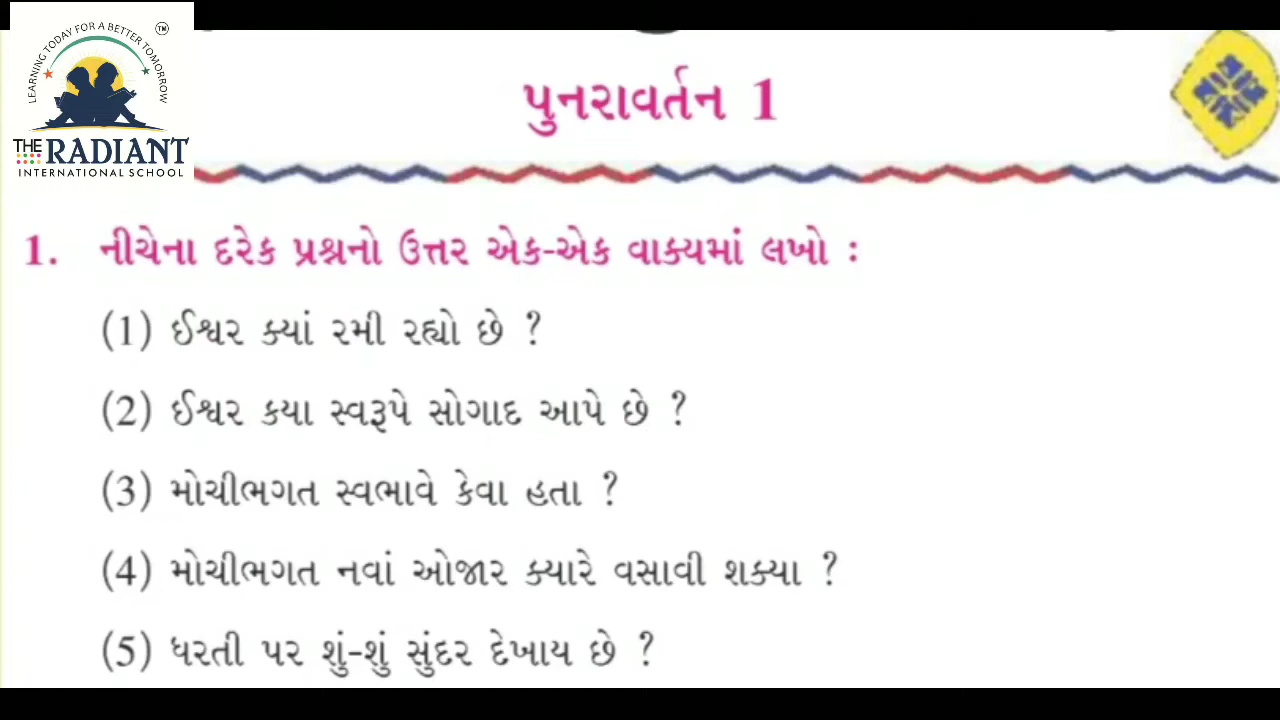 LEARNING TODAY FOR A BETTER TOMORROW
TM
THE RADIANT
INTERNATIONAL SCHOOL
પુનરાવર્તન 1
1. નીચેના દરેક પ્રશ્નનો ઉત્તર એક-એક વાક્યમાં લખો :
(1) ઈશ્વર ક્યાં રમી રહ્યો છે ?
(2) ઈશ્વર કયા સ્વરૂપે સોગાદ આપે છે ?
(3) મોચીભગત સ્વભાવે કેવા હતા ?
(4) મોચીભગત નવાં ઓજાર ક્યારે વસાવી શક્યા ?
(5) ધરતી પર શું-શું સુંદર દેખાય છે ?